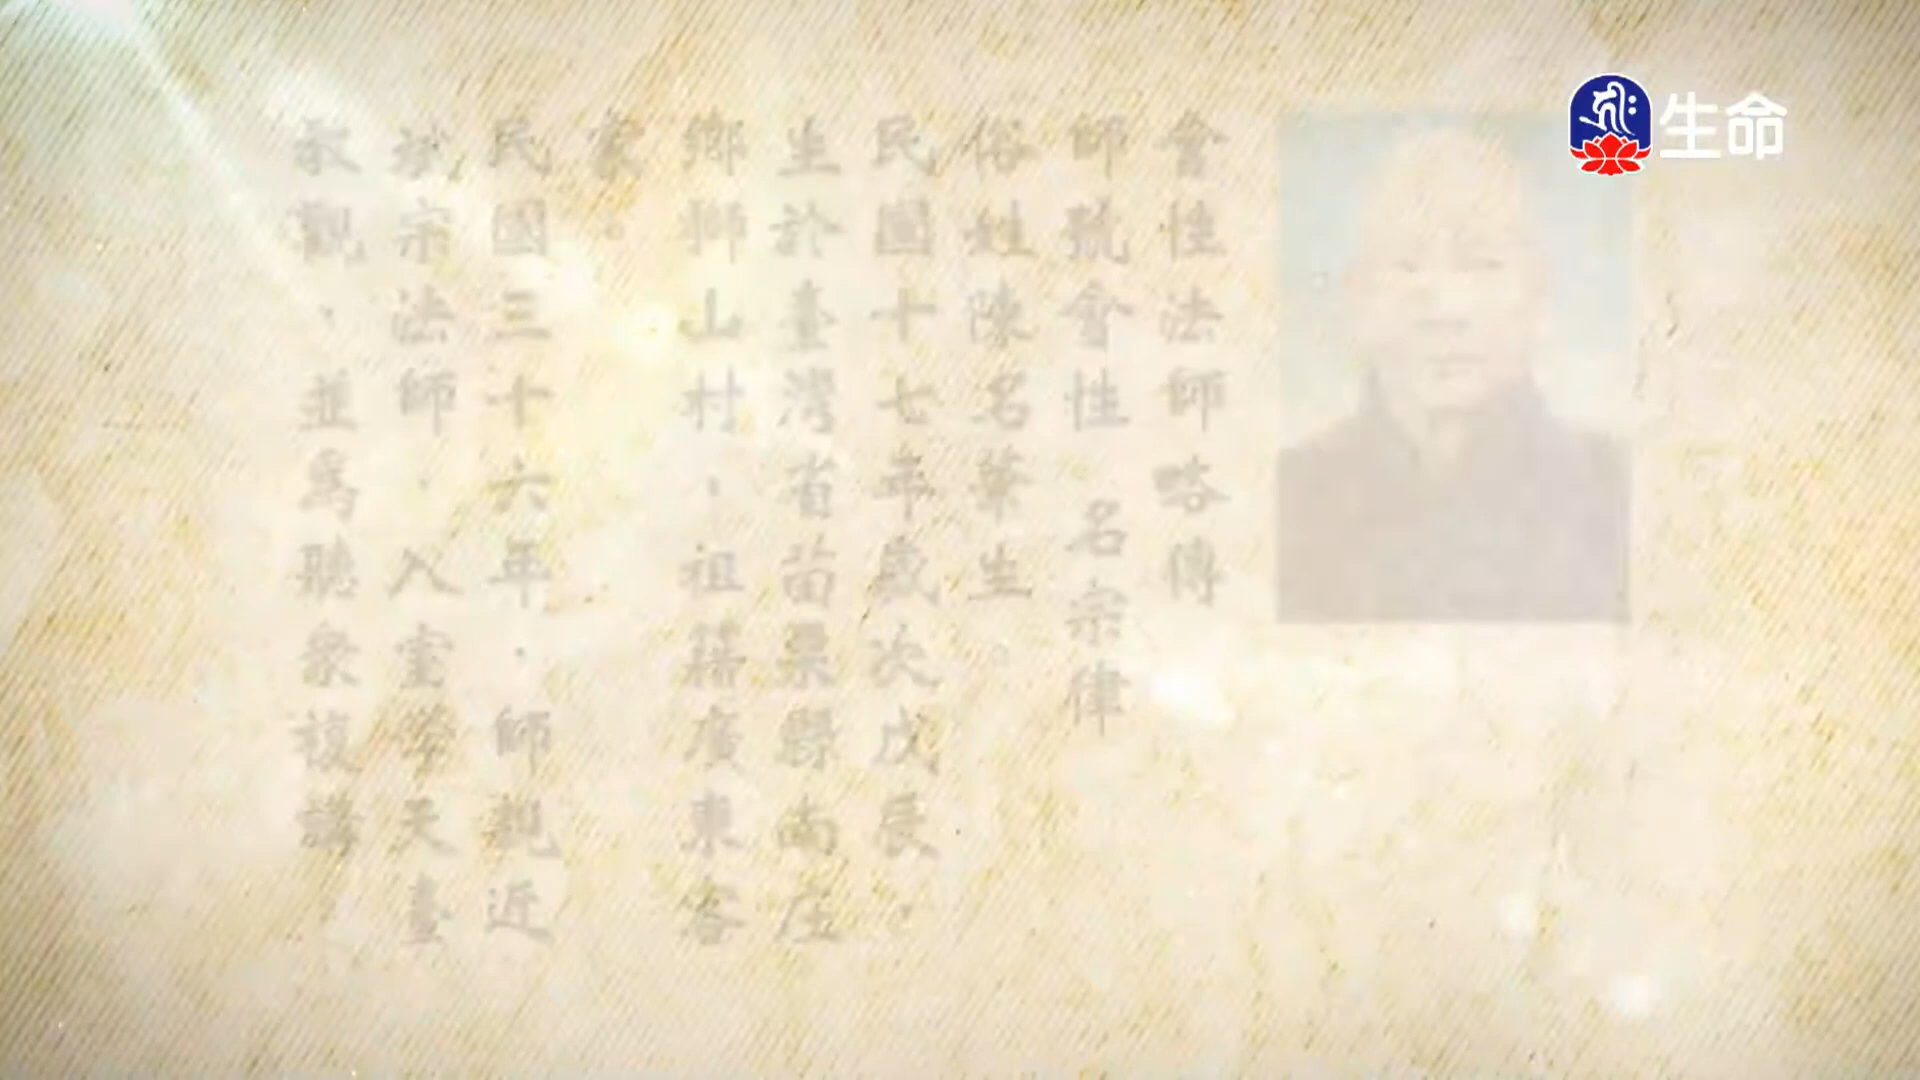 會性法師略傳
師號會性 名宗律
俗姓陳名葉生。
民國十七年歲次戊辰，
生於臺灣省苗栗縣南庄
鄉獅山村，祖籍廣東客
家。
民國三十六年，師親近
斌宗法師，入室學天臺
教觀，並爲聽衆複講
生命